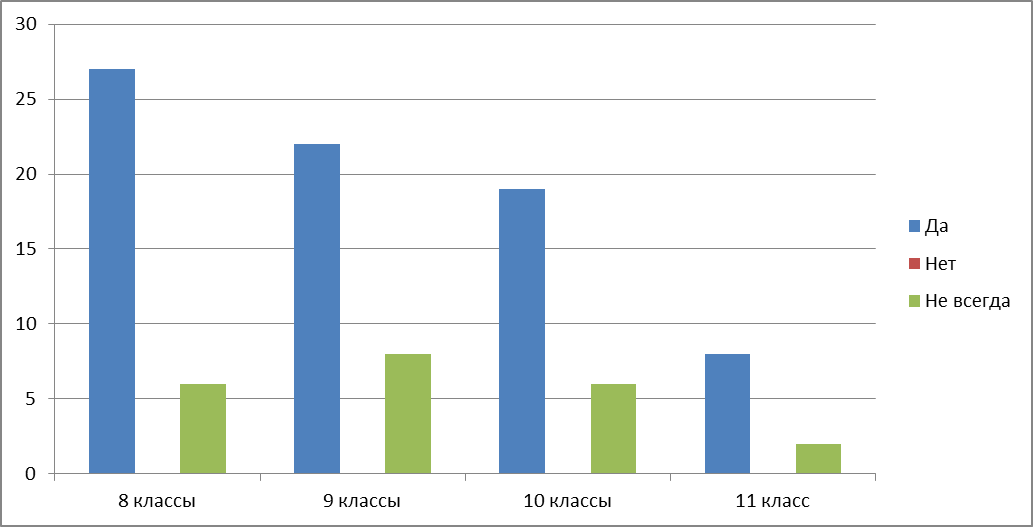 30
25
20
15
10
5
0
8 классы
9 классы
10 классы
11 класс
Да
Нет
Не всегда